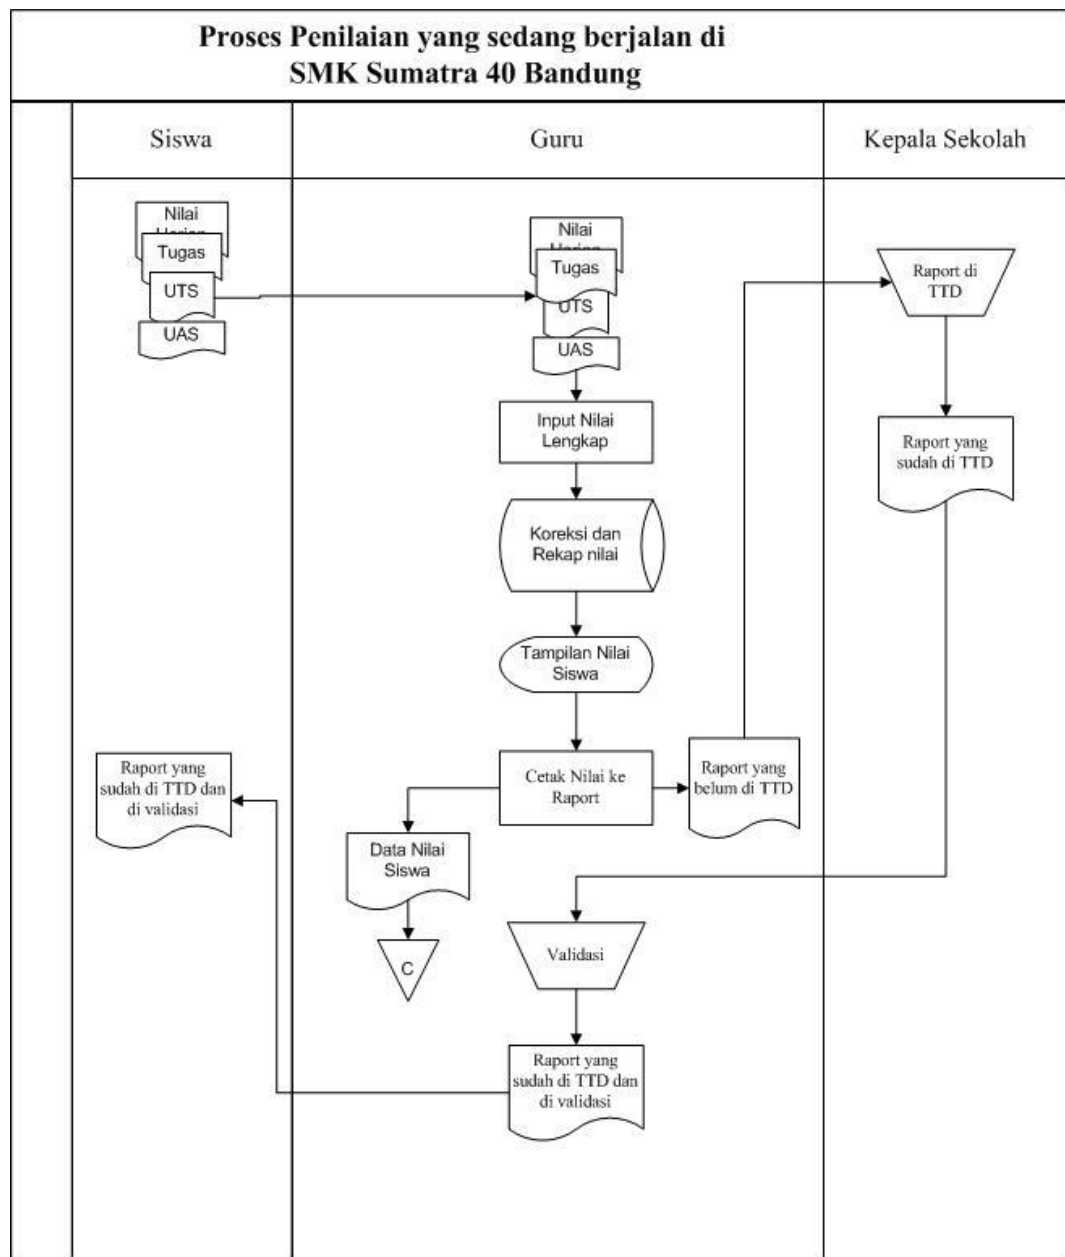 Proses Penilaian yang sedang berjalan di
SMK Sumatra 40 Bandung
Siswa
Guru
Kepala Sekolah
Nilai
Tugas
UTS
UAS
Nilai
Tugas
UTS
UAS
Input Nilai
Lengkap
Koreksi dan
Rekap nilai
Tampilan Nilai
Siswa
Cetak Nilai ke
Raport
Raport yang
belum di TTD
Raport di
TTD
Raport yang
sudah di TTD
Data Nilai
Siswa
C
Validasi
Raport yang
sudah di TTD dan
di validasi
Raport yang
sudah di TTD dan
di validasi